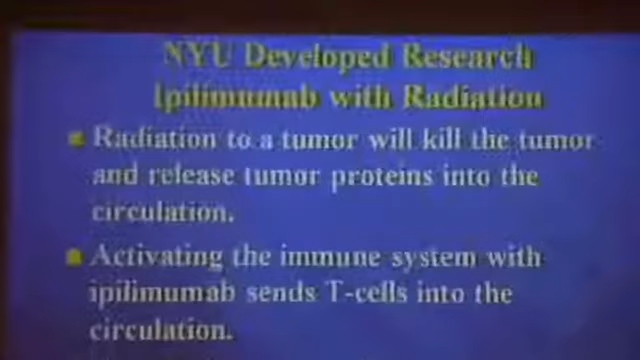 NYU Developed Research
Ipilimumab with Radiation
Radiation to a tumor will kill the tumor
and release tumor proteins into the
circulation.
Activating the immune system with
ipilimumab sends T-cells into the
circulation.